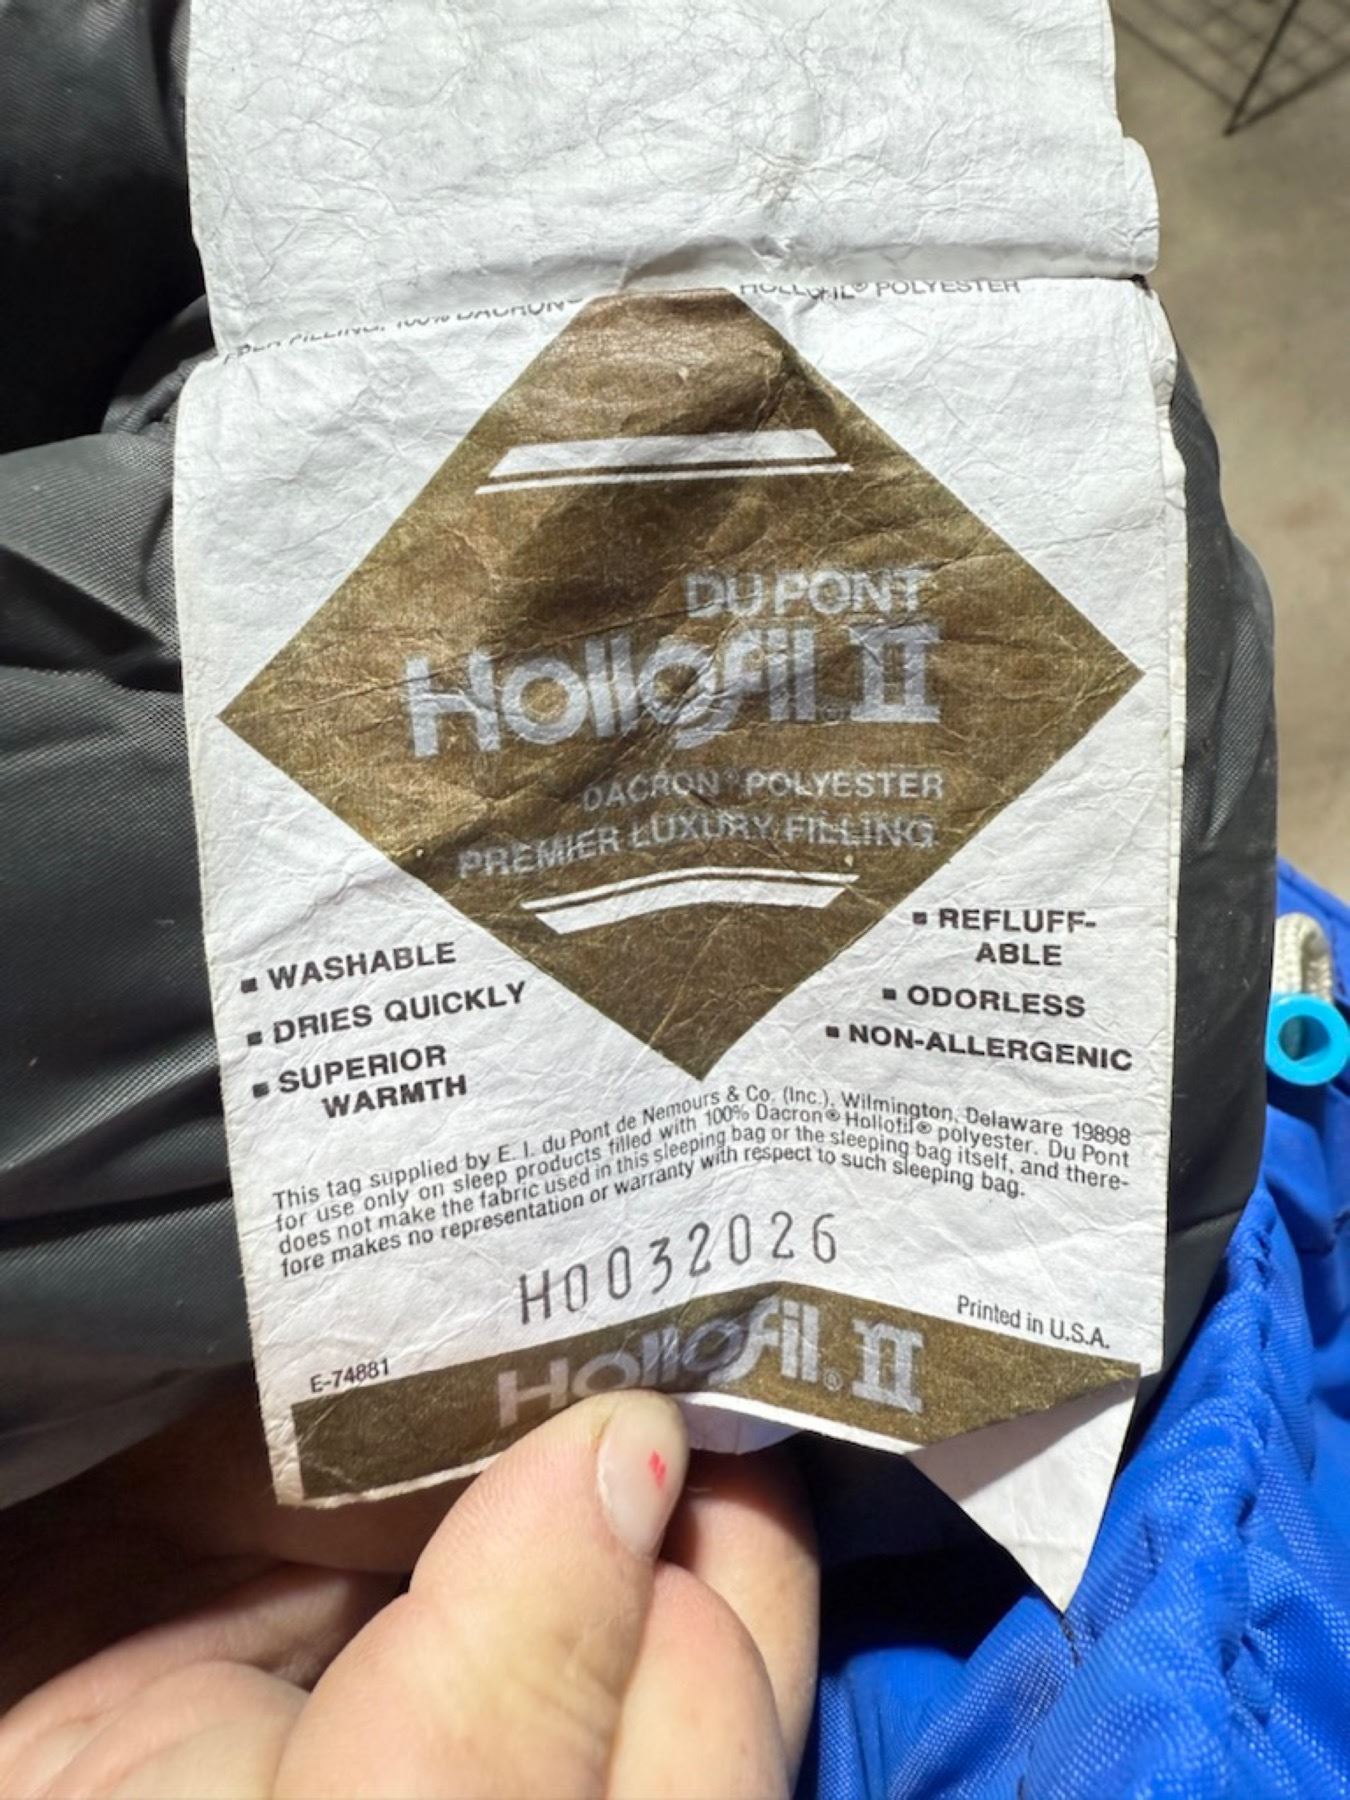 FILLING, 100% DACRON® HOLLOFIL® POLYESTER
DU PONT
Hollofil II
DACRON® POLYESTER
PREMIER LUXURY FILLING
▪ WASHABLE
▪ DRIES QUICKLY
▪ SUPERIOR
WARMTH
▪ REFLUFF-
ABLE
▪ ODORLESS
▪ NON-ALLERGENIC
This tag supplied by E. I. du Pont de Nemours & Co. (Inc.), Wilmington, Delaware 19898
for use only on sleep products filled with 100% Dacron® Hollofil® polyester. Du Pont
does not make the fabric used in this sleeping bag or the sleeping bag itself, and there-
fore makes no representation or warranty with respect to such sleeping bag.
H0032026
Printed in U.S.A.
E-74881
Hollofil® II